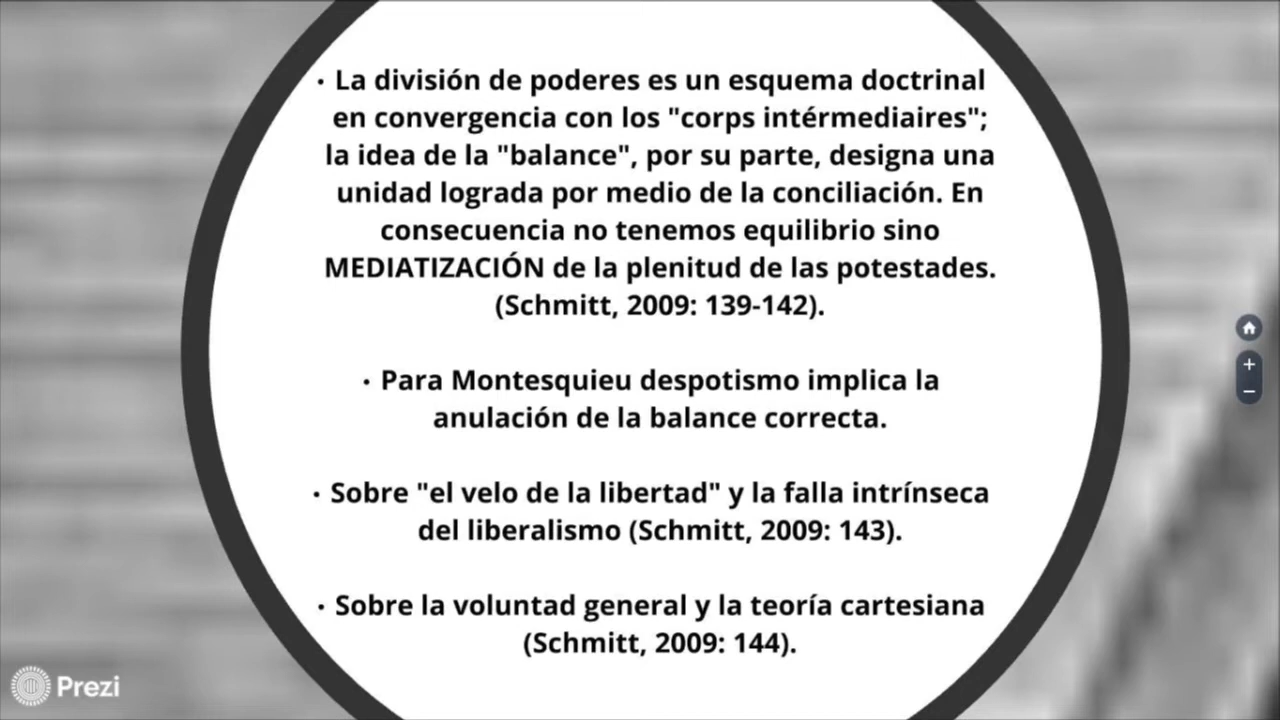 · La división de poderes es un esquema doctrinal
en convergencia con los "corps intérmediaires";
la idea de la "balance", por su parte, designa una
unidad lograda por medio de la conciliación. En
consecuencia no tenemos equilibrio sino
MEDIATIZACIÓN de la plenitud de las potestades.
(Schmitt, 2009: 139-142).
· Para Montesquieu despotismo implica la
anulación de la balance correcta.
· Sobre "el velo de la libertad" y la falla intrínseca
del liberalismo (Schmitt, 2009: 143).
· Sobre la voluntad general y la teoría cartesiana
(Schmitt, 2009: 144).
Prezi